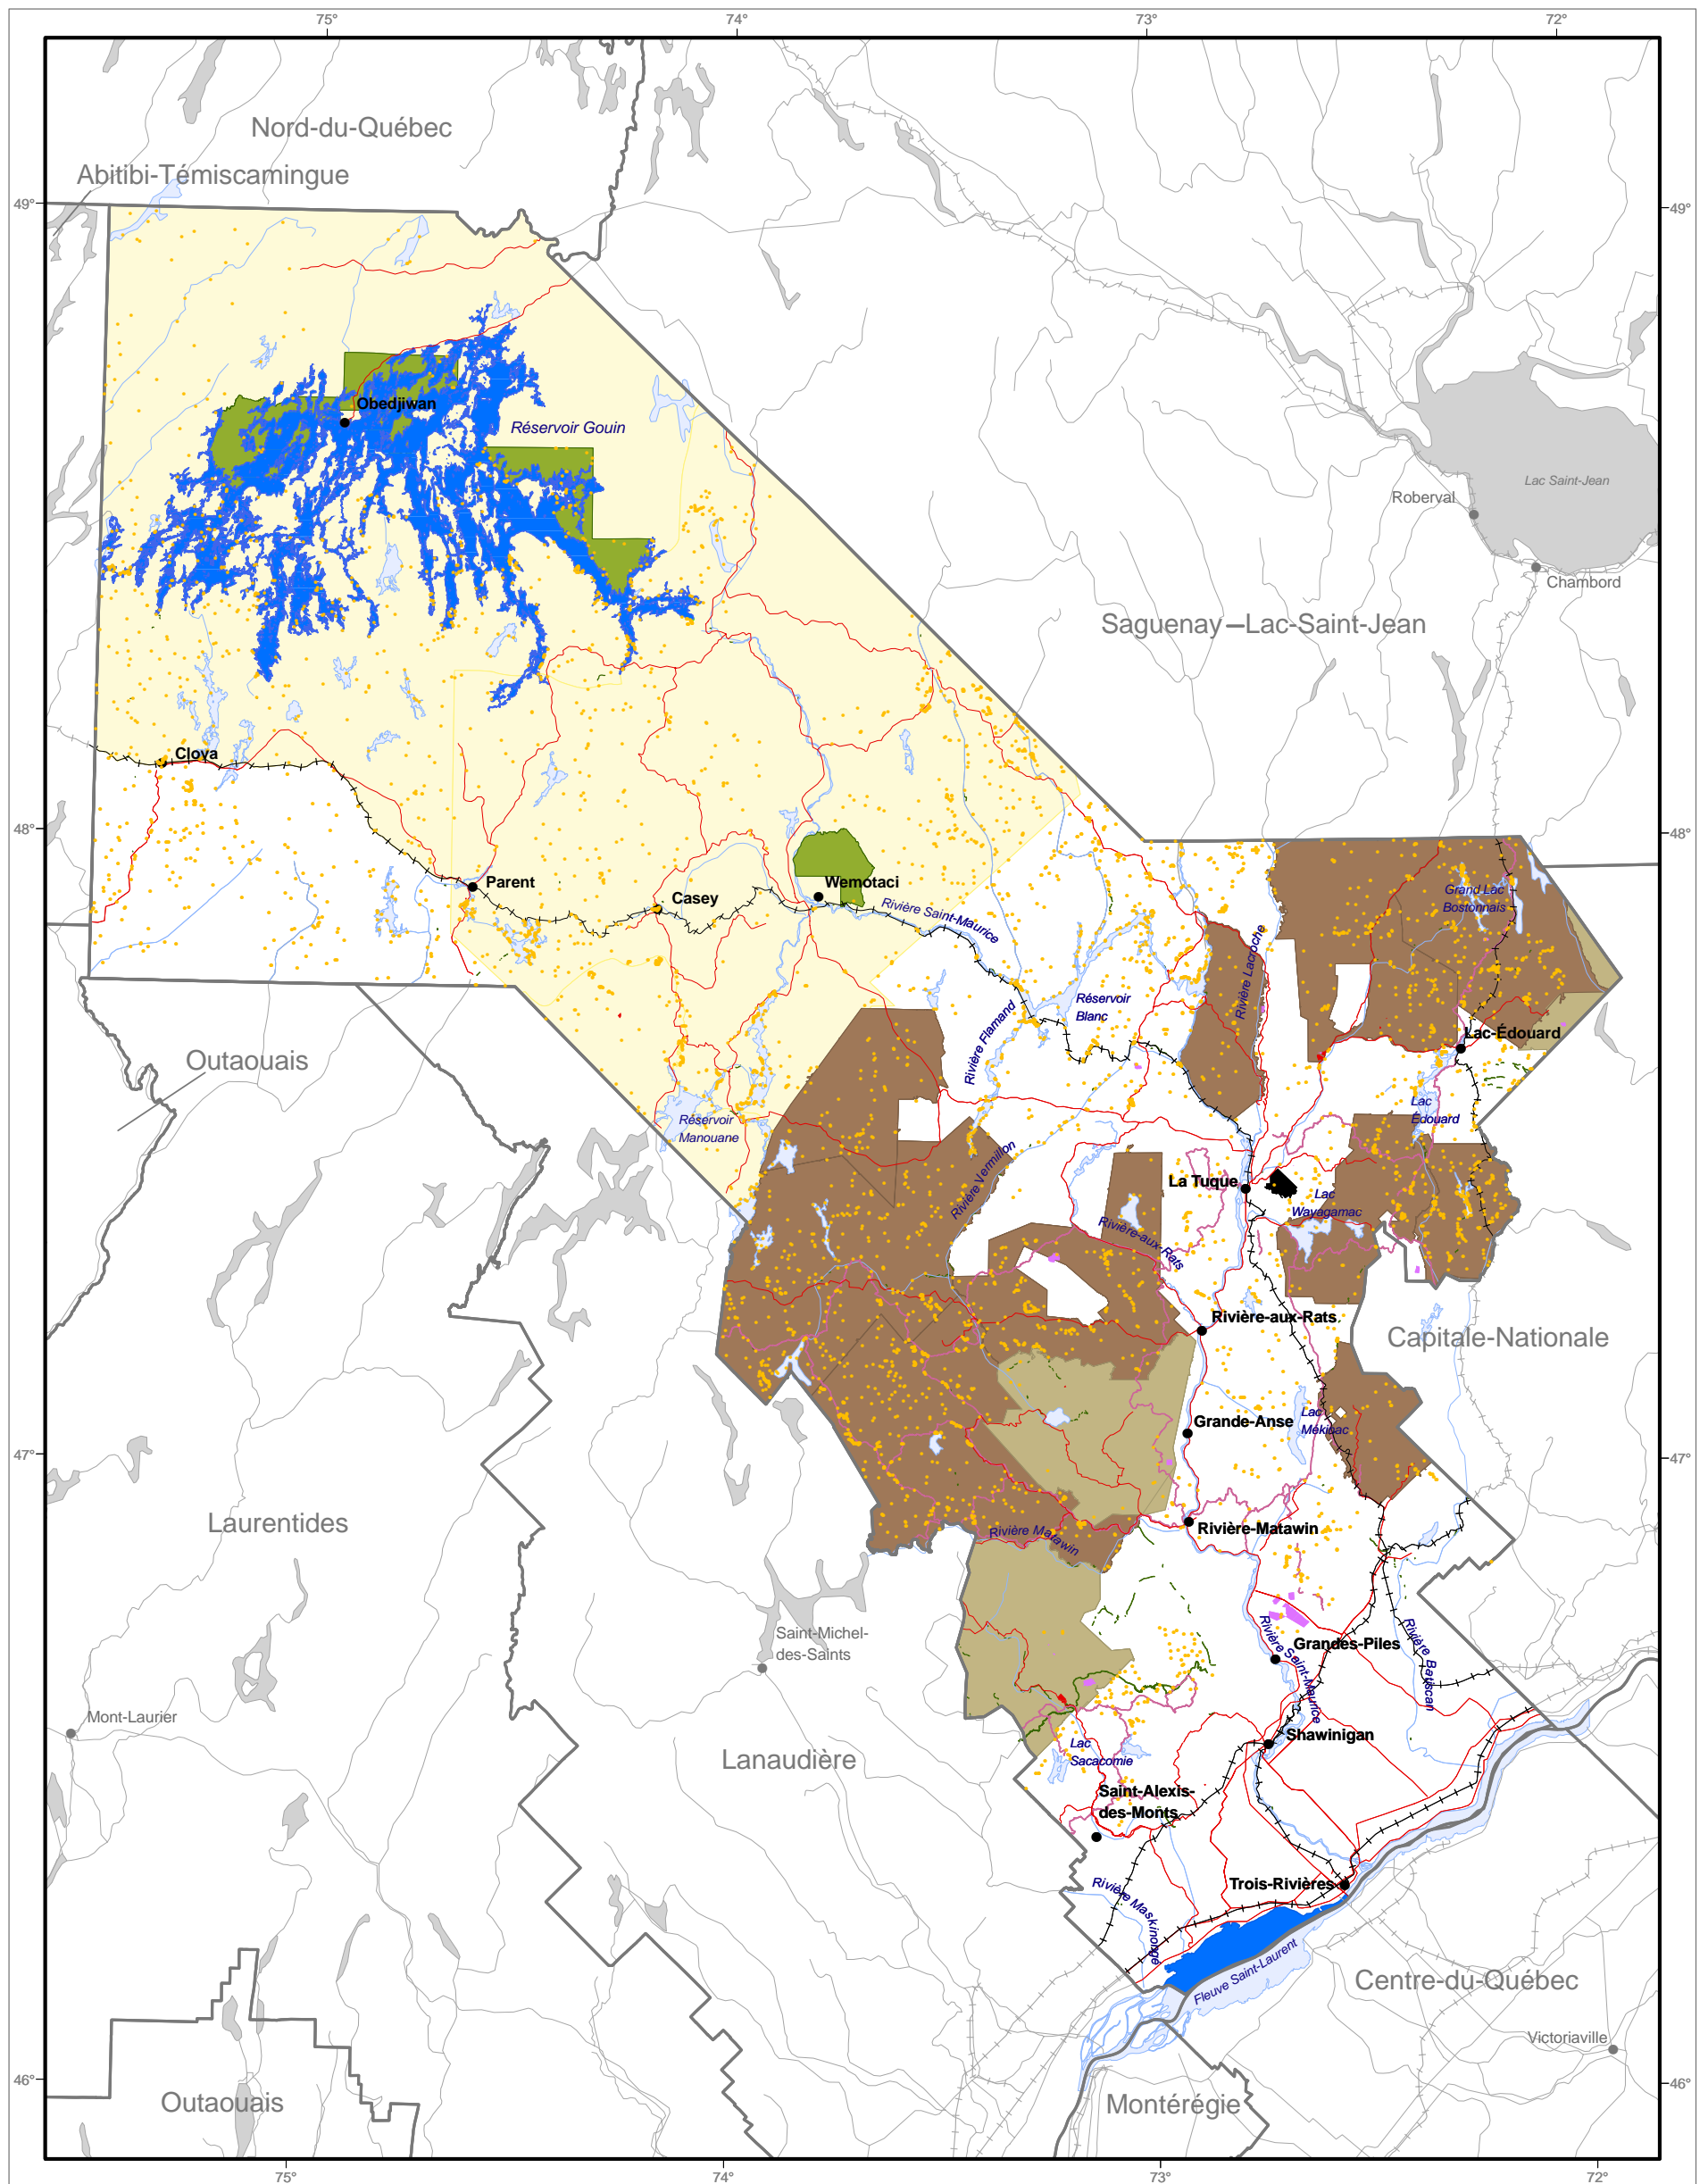 75°
74°
73°
72°
Nord-du-Québec
Abitibi-Témiscamingue
49°
49°
Obedjiwan
Réservoir Gouin
Lac Saint-Jean
Roberval
Chambord
Saguenay–Lac-Saint-Jean
Clova
48°
48°
Parent
Casey
Wemotaci
Rivière Saint-Maurice
Grand Lac
Bostonnais
Rivière Lacroche
Réservoir
Blanc
Rivière Flamand
Lac-Édouard
Outaouais
Réservoir
Manouane
Lac
Édouard
Rivière Vermillon
La Tuque
Lac
Wayagamac
Rivière-aux-Rats
Rivière-aux-Rats
Capitale-Nationale
Grande-Anse
Lac
Mékinac
47°
47°
Laurentides
Rivière Matawin
Rivière-Matawin
Saint-Michel-
des-Saints
Grandes-Piles
Rivière Saint-Maurice
Rivière Batiscan
Mont-Laurier
Lanaudière
Shawinigan
Lac
Sacacomie
Saint-Alexis-
des-Monts
Trois-Rivières
Rivière Maskinongé
Fleuve Saint-Laurent
Centre-du-Québec
Victoriaville
46°
46°
Outaouais
Montérégie
75°
74°
73°
72°